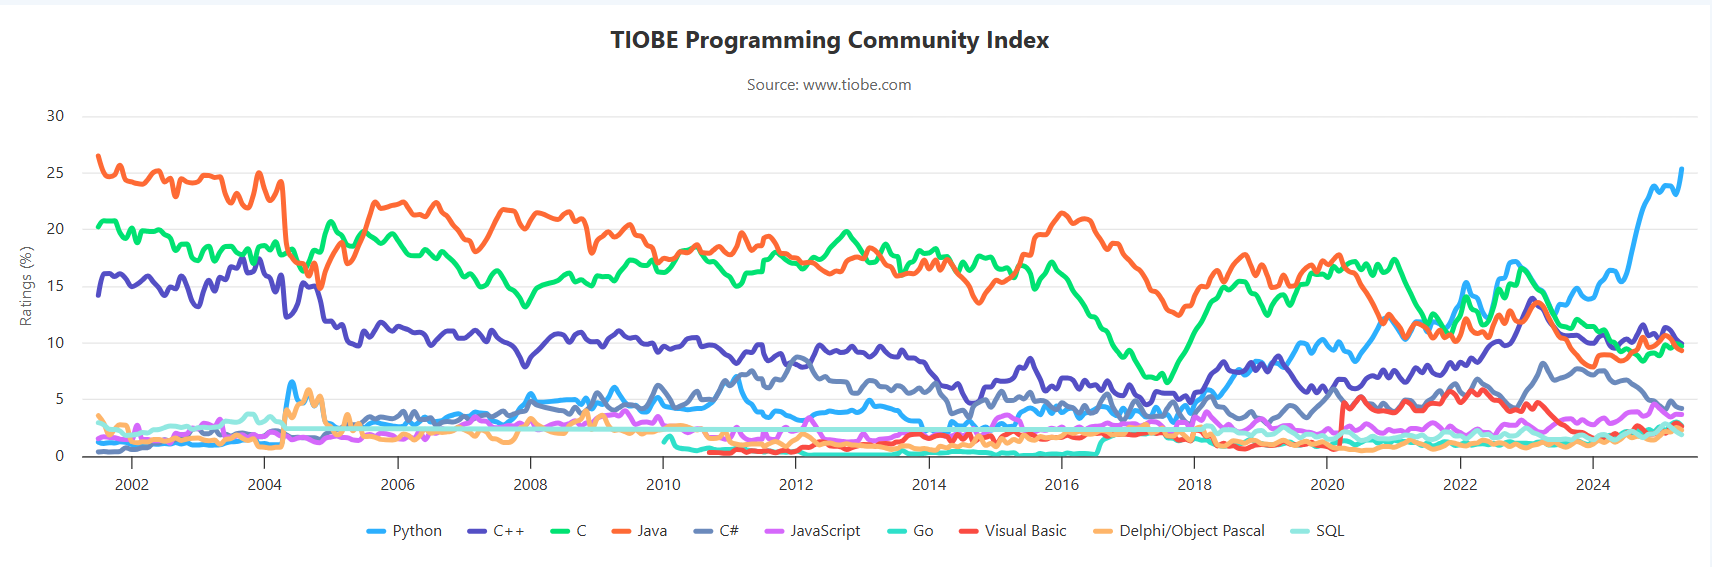 TIOBE Programming Community Index
Source: www.tiobe.com
Ratings (%)
30
25
20
15
10
5
0
2002 2004 2006 2008 2010 2012 2014 2016 2018 2020 2022 2024
Python C++ C Java C# JavaScript Go Visual Basic Delphi/Object Pascal SQL